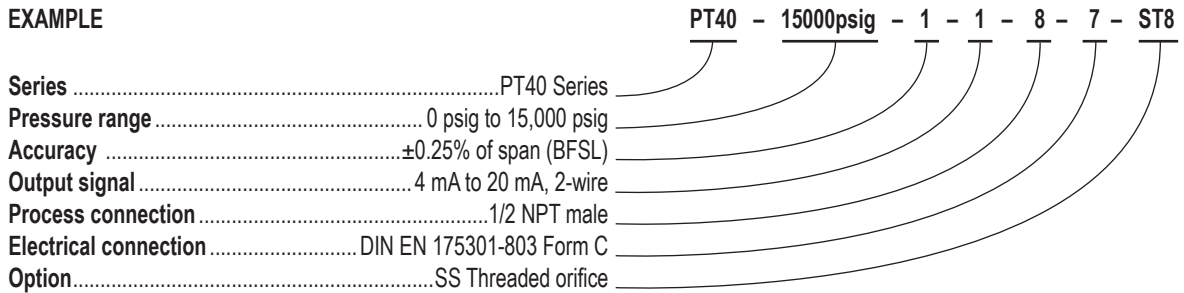 EXAMPLE PT40 – 15000psig – 1 – 1 – 8 – 7 – ST8
Series ........................................................................PT40 Series
Pressure range ............................................. 0 psig to 15,000 psig
Accuracy ..................................................±0.25% of span (BFSL)
Output signal .............................................. 4 mA to 20 mA, 2-wire
Process connection .................................................1/2 NPT male
Electrical connection ......................... DIN EN 175301-803 Form C
Option.............................................................SS Threaded orifice